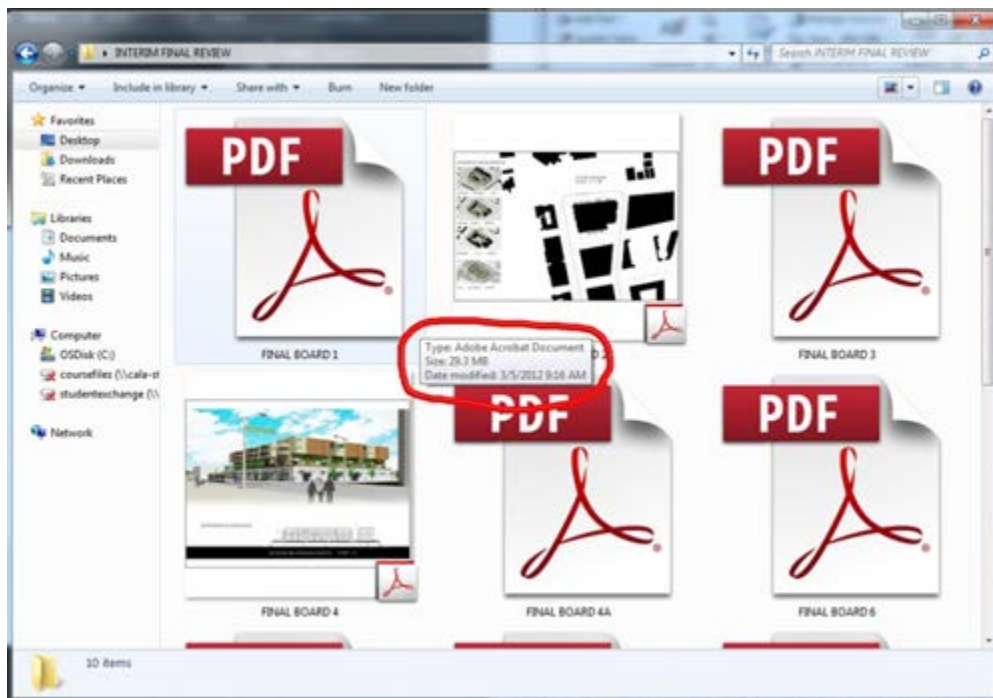 INTERIM FINAL REVIEW
Search INTERIM FINAL REVIEW
Organize
Include in library
Share with
Burn
New folder
Favorites
Desktop
Downloads
Recent Places
Libraries
Documents
Music
Pictures
Videos
Computer
OSDisk (C:)
coursefiles (\\cala-st
studentexchange (\\
Network
PDF
FINAL BOARD 1
2
PDF
FINAL BOARD 3
Type: Adobe Acrobat Document
Size: 29.3 MB
Date modified: 3/5/2012 9:16 AM
FINAL BOARD 4
PDF
FINAL BOARD 4A
PDF
FINAL BOARD 6
10 items